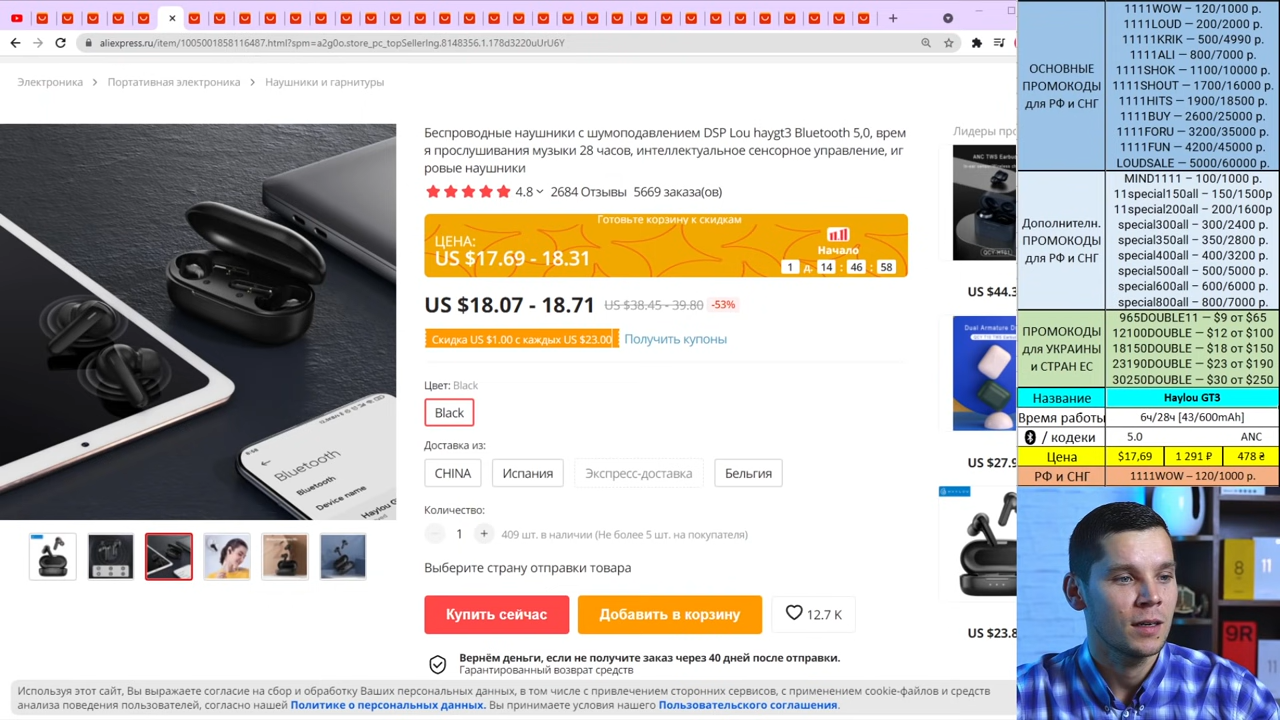 aliexpress.ru/item/1005001858116487.html?spm=a2g0o.store_pc_topSellerIng.8148356.1.178d3220uUrU6Y
Электроника > Портативная электроника > Наушники и гарнитуры
Беспроводные наушники с шумоподавлением DSP Lou haygt3 Bluetooth 5,0, врем
я прослушивания музыки 28 часов, интеллектуальное сенсорное управление, иг
ровые наушники
4.8 2684 Отзывы 5669 заказа(ов)
Готовьте корзину к скидкам
ЦЕНА:
US $17.69 - 18.31
Начало
1 д. 14 : 46 : 58
US $18.07 - 18.71 US $38.45 - 39.80 -53%
Скидка US $1.00 с каждых US $23.00 Получить купоны
Цвет: Black
Black
Доставка из:
CHINA Испания Экспресс-доставка Бельгия
Количество:
1 + 409 шт. в наличии (Не более 5 шт. на покупателя)
Выберите страну отправки товара
Купить сейчас Добавить в корзину 12.7 K
Вернём деньги, если не получите заказ через 40 дней после отправки.
Гарантированный возврат средств
Используя этот сайт, Вы выражаете согласие на сбор и обработку Ваших персональных данных, в том числе с привлечением сторонних сервисов, с применением cookie-файлов и средств
анализа поведения пользователей, согласно нашей Политике о персональных данных. Вы принимаете условия нашего Пользовательского соглашения.
Bluetooth
Bluetooth
Device name
Haylou G
Лидеры про
ANC TWS Earbu
US $44.3
Dual Armature D
US $27.9
US $23.8
ОСНОВНЫЕ
ПРОМОКОДЫ
для РФ и СНГ
1111WOW – 120/1000 р.
1111LOUD – 200/2000 р.
11111KRIK – 500/4990 р.
1111ALI – 800/7000 р.
1111SHOK – 1100/10000 р.
1111SHOUT – 1700/16000 р.
1111HITS – 1900/18500 р.
1111BUY – 2600/25000 р.
1111FORU – 3200/35000 р.
1111FUN – 4200/45000 р.
LOUDSALE – 5000/60000 р.
Дополнитeлн.
ПРОМОКОДЫ
для РФ и СНГ
MIND1111 – 100/1000 р.
11special150all – 150/1500р
11special200all – 200/1600р
special300all – 300/2400 р.
special350all – 350/2800 р.
special400all – 400/3200 р.
special500all – 500/5000 р.
special600all – 600/6000 р.
special800all – 800/7000 р.
ПРОМОКОДЫ
для УКРАИНЫ
и СТРАН ЕС
965DOUBLE11 – $9 от $65
12100DOUBLE – $12 от $100
18150DOUBLE – $18 от $150
23190DOUBLE – $23 от $190
30250DOUBLE – $30 от $250
Название Haylou GT3
Время работы 6ч/28ч [43/600mAh]
/ кодеки 5.0 ANC
Цена $17,69 1 291 ₽ 478 ₴
РФ и СНГ 1111WOW – 120/1000 р.
8
11
9R